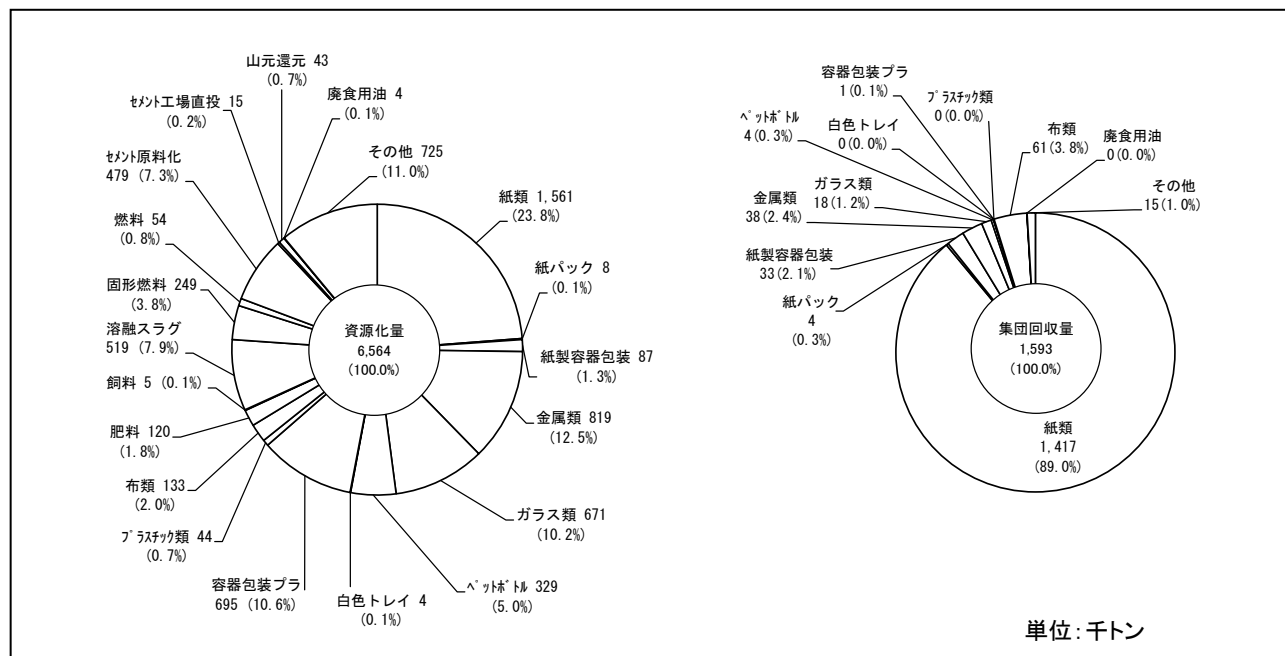 山元還元 43
(0.7%)
廃食用油 4
(0.1%)
ｾﾒﾝﾄ工場直投 15
(0.2%)
その他 725
(11.0%)
ｾﾒﾝﾄ原料化
479 (7.3%)
紙類 1,561
(23.8%)
燃料 54
(0.8%)
紙パック 8
(0.1%)
固形燃料 249
(3.8%)
資源化量
6,564
(100.0%)
紙製容器包装 87
(1.3%)
溶融スラグ
519 (7.9%)
飼料 5 (0.1%)
金属類 819
(12.5%)
肥料 120
(1.8%)
布類 133
(2.0%)
ガラス類 671
(10.2%)
ﾌﾟﾗｽﾁｯｸ類 44
(0.7%)
容器包装プラ
695 (10.6%)
白色トレイ 4
(0.1%)
ﾍﾟｯﾄﾎﾞﾄﾙ 329
(5.0%)
容器包装プラ
1(0.1%)
ﾌﾟﾗｽﾁｯｸ類
0(0.0%)
ﾍﾟｯﾄﾎﾞﾄﾙ
4(0.3%)
白色トレイ
0(0.0%)
布類
61(3.8%)
廃食用油
0(0.0%)
ガラス類
18(1.2%)
その他
15(1.0%)
金属類
38(2.4%)
紙製容器包装
33(2.1%)
紙パック
4
(0.3%)
集団回収量
1,593
(100.0%)
紙類
1,417
(89.0%)
単位：千トン